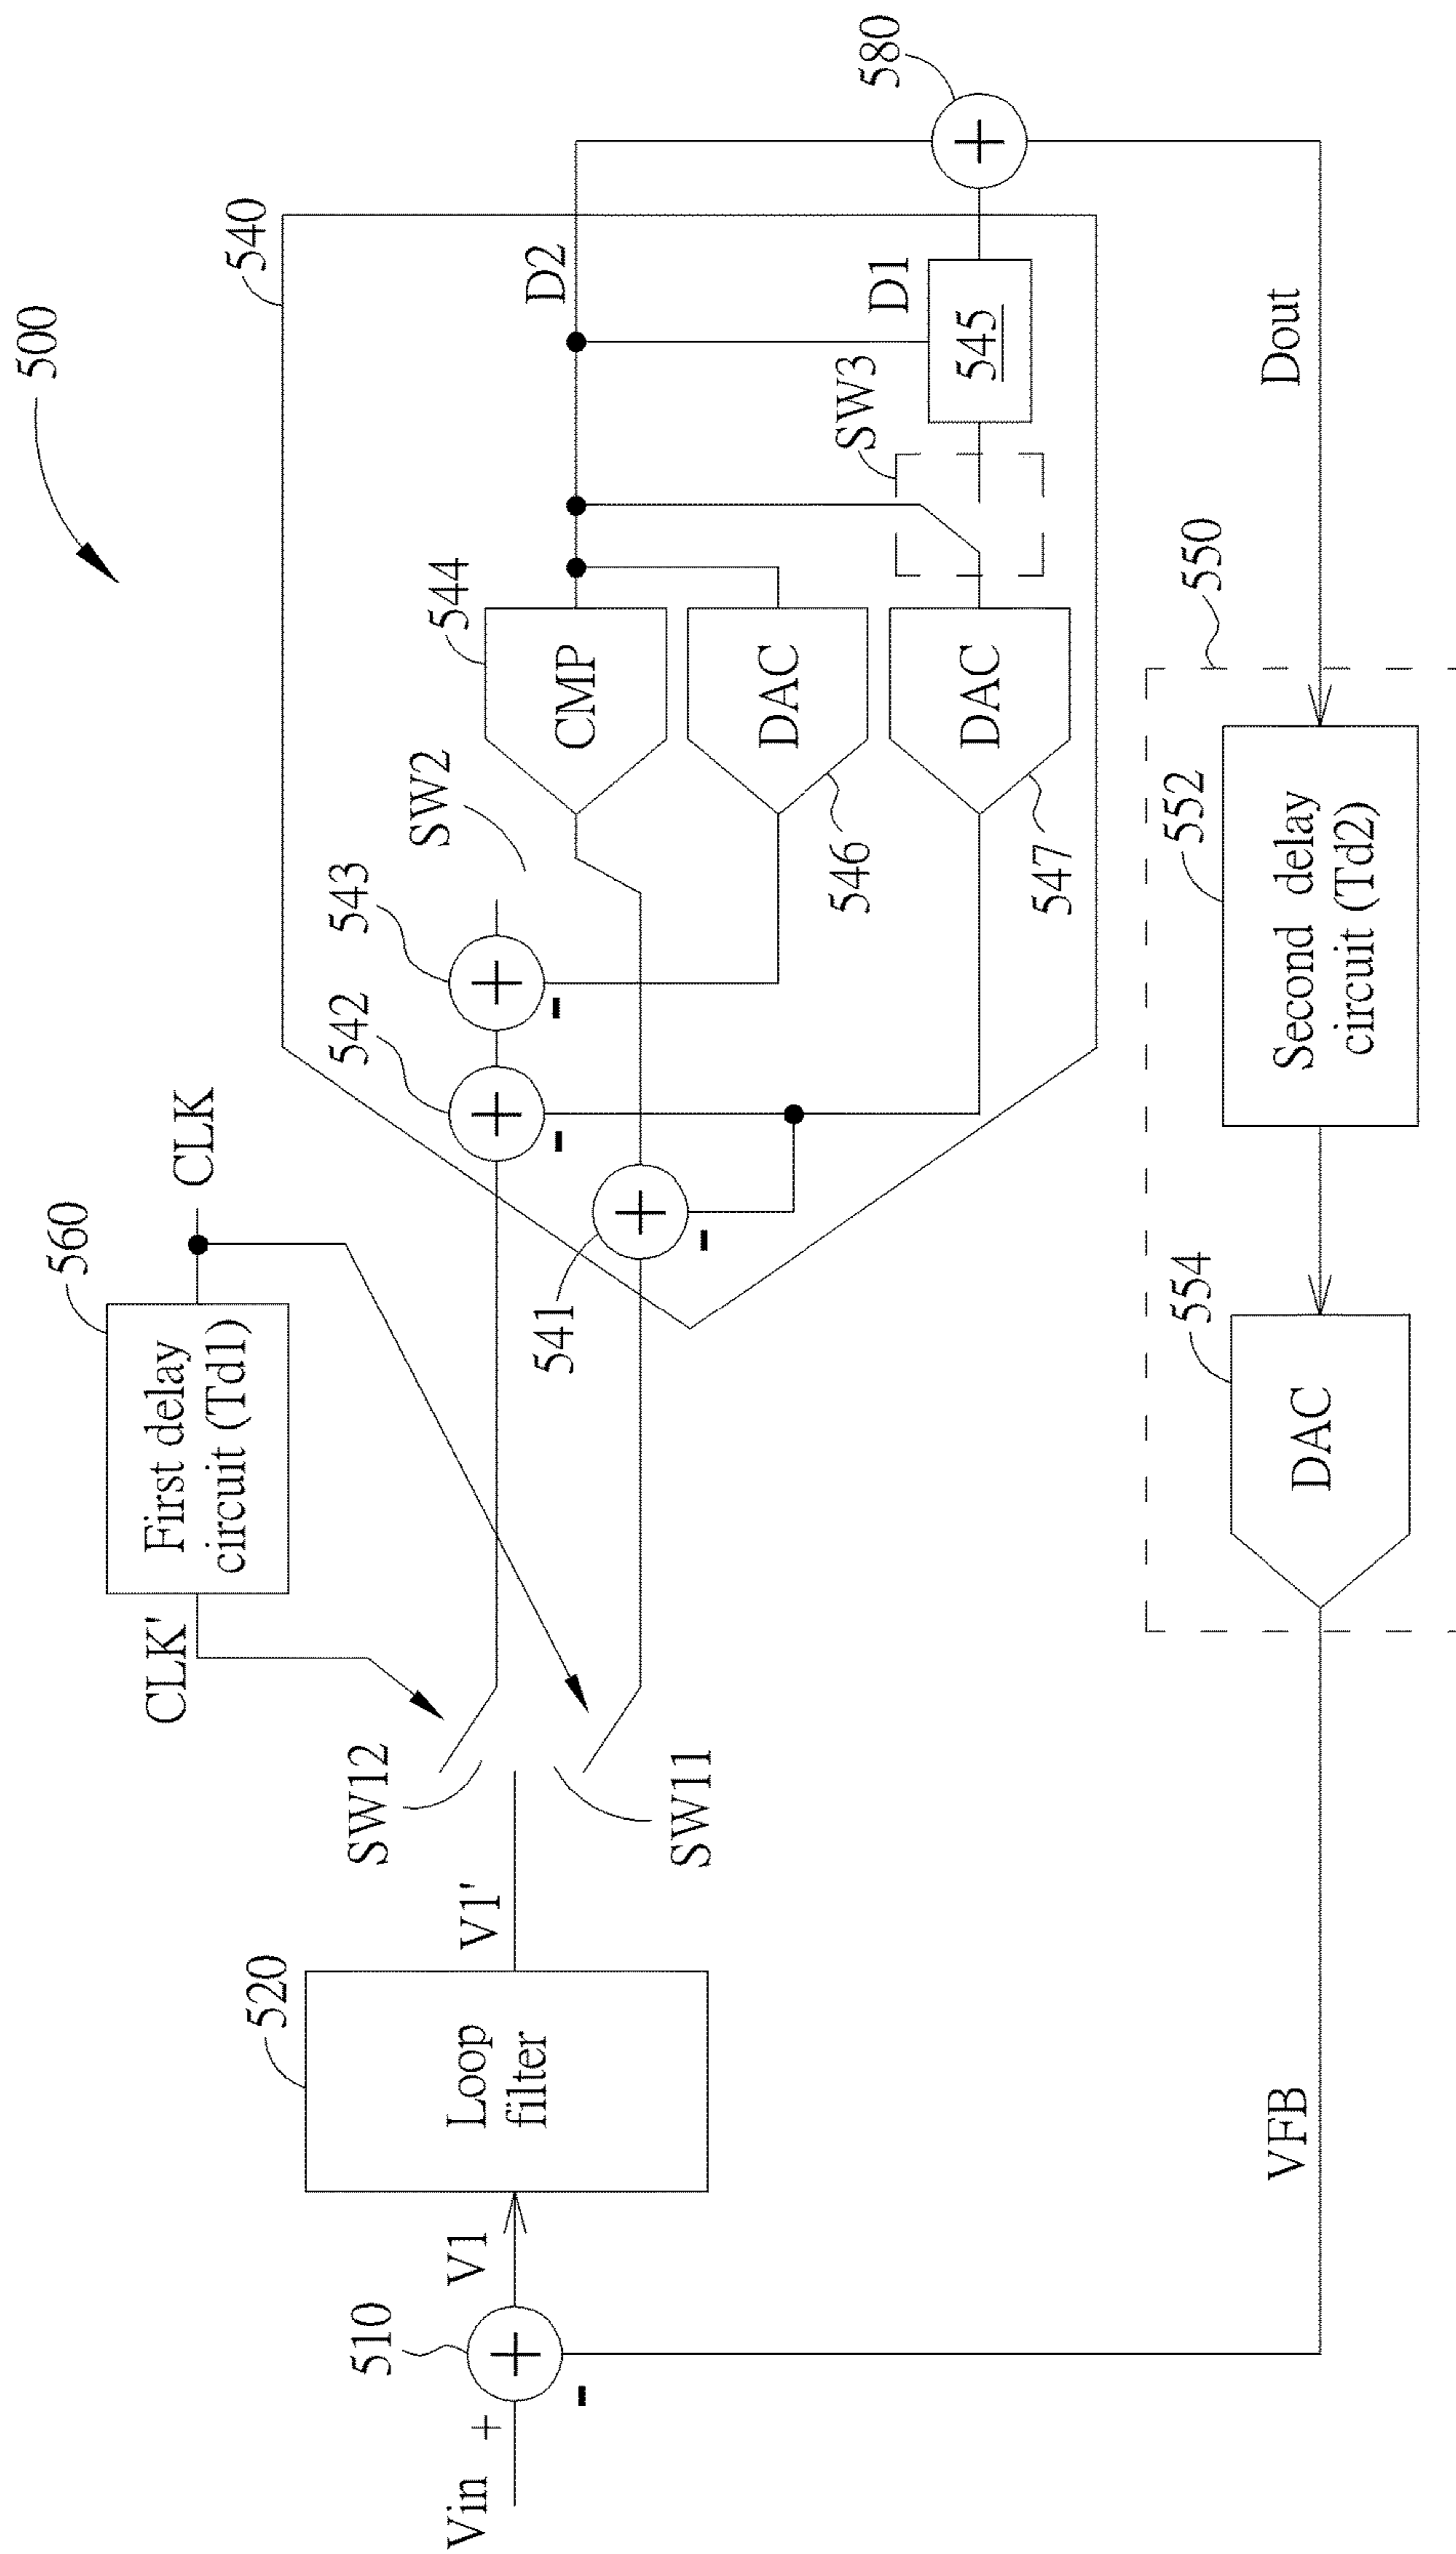 500
560
First delay
circuit (Td1)
CLK
CLK'
540
580
520
Loop
filter
510
Vin
+
-
V1
V1'
SW12
SW11
541
542
543
-
-
-
SW2
544
CMP
DAC
546
DAC
547
SW3
545
D1
D2
Dout
550
552
Second delay
circuit (Td2)
554
DAC
VFB